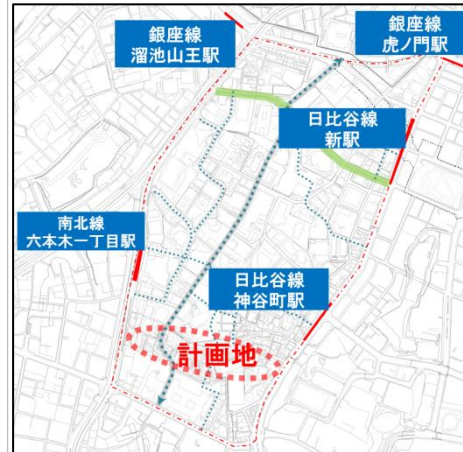 銀座線
溜池山王駅
銀座線
虎ノ門駅
日比谷線
新駅
南北線
六本木一丁目駅
日比谷線
神谷町駅
計画地